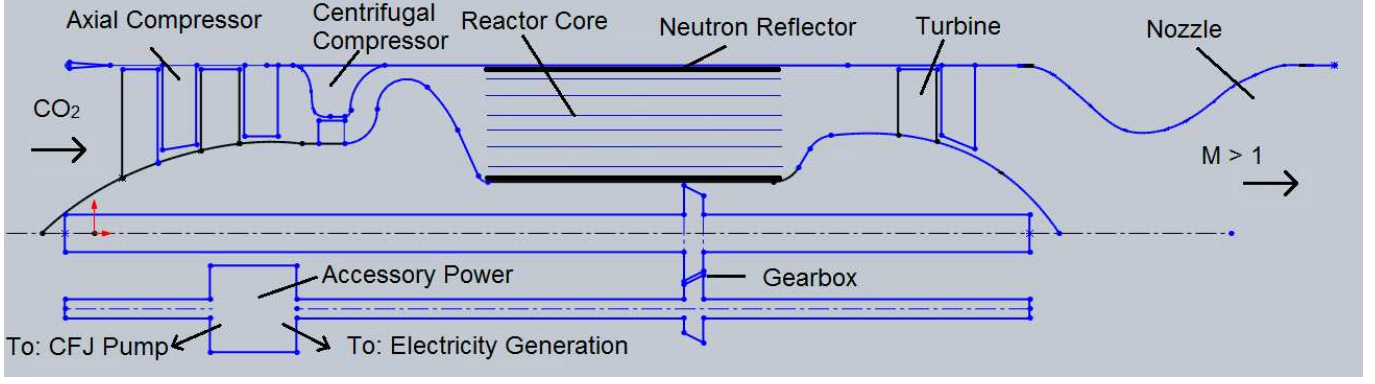 Axial Compressor
Centrifugal
Compressor
Reactor Core
Neutron Reflector
Turbine
Nozzle
CO₂
M > 1
Accessory Power
Gearbox
To: CFJ Pump
To: Electricity Generation